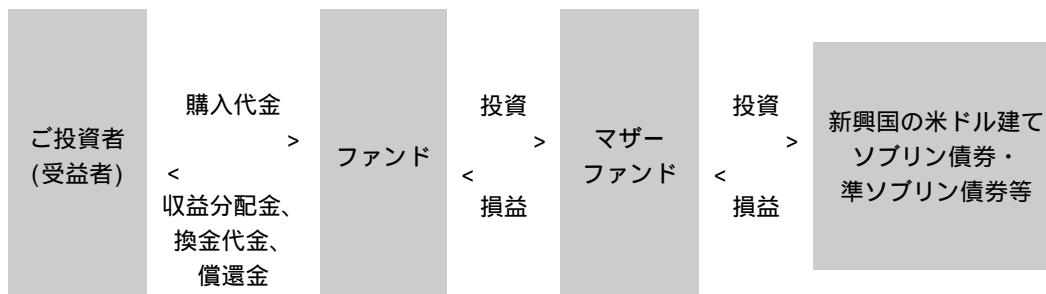 ご投資者
(受益者)
購入代金
>
<
収益分配金、
換金代金、
償還金
ファンド
投資
>
<
損益
マザー
ファンド
投資
>
<
損益
新興国の米ドル建て
ソブリン債券・
準ソブリン債券等